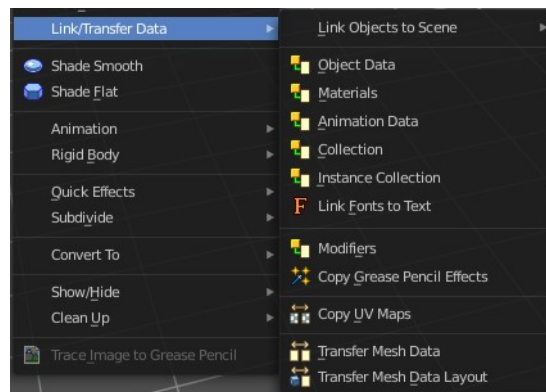 Link/Transfer Data
Shade Smooth
Shade Flat
Animation
Rigid Body
Quick Effects
Subdivide
Convert To
Show/Hide
Clean Up
Trace Image to Grease Pencil
Link Objects to Scene
Object Data
Materials
Animation Data
Collection
Instance Collection
Link Fonts to Text
Modifiers
Copy Grease Pencil Effects
Copy UV Maps
Transfer Mesh Data
Transfer Mesh Data Layout